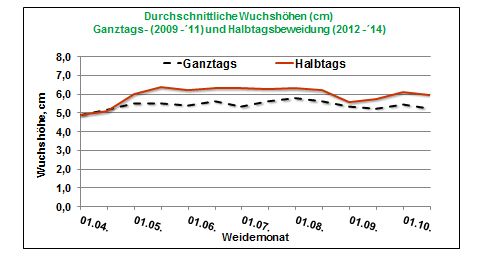 Durchschnittliche Wuchshöhen (cm)
Ganztags- (2009 -´11) und Halbtagsbeweidung (2012 -´14)
Ganztags Halbtags
Wuchshöhe, cm
8,0
7,0
6,0
5,0
4,0
3,0
2,0
1,0
0,0
01.04. 01.05. 01.06. 01.07. 01.08. 01.09. 01.10.
Weidemonat